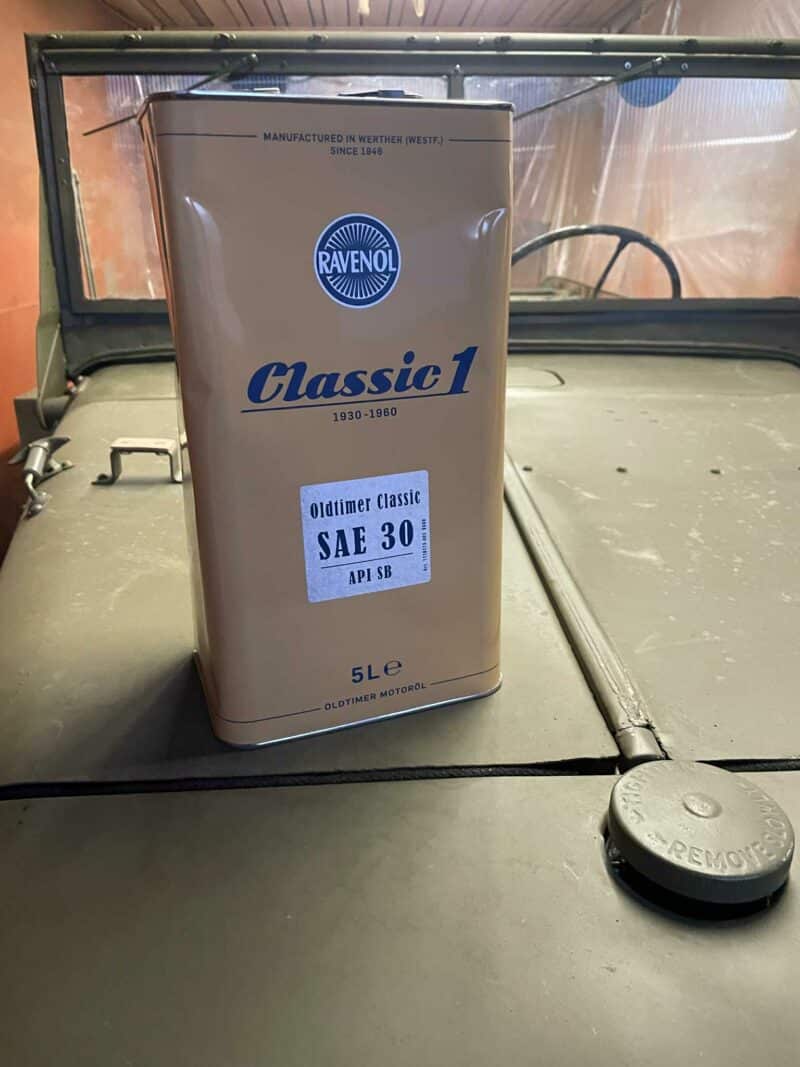 MANUFACTURED IN WERTHER (WESTF.)
SINCE 1946
RAVENOL
Classic 1
1930-1960
Oldtimer Classic
SAE 30
API SB
5L℮
OLDTIMER MOTORÖL
REMOVE SLOWLY